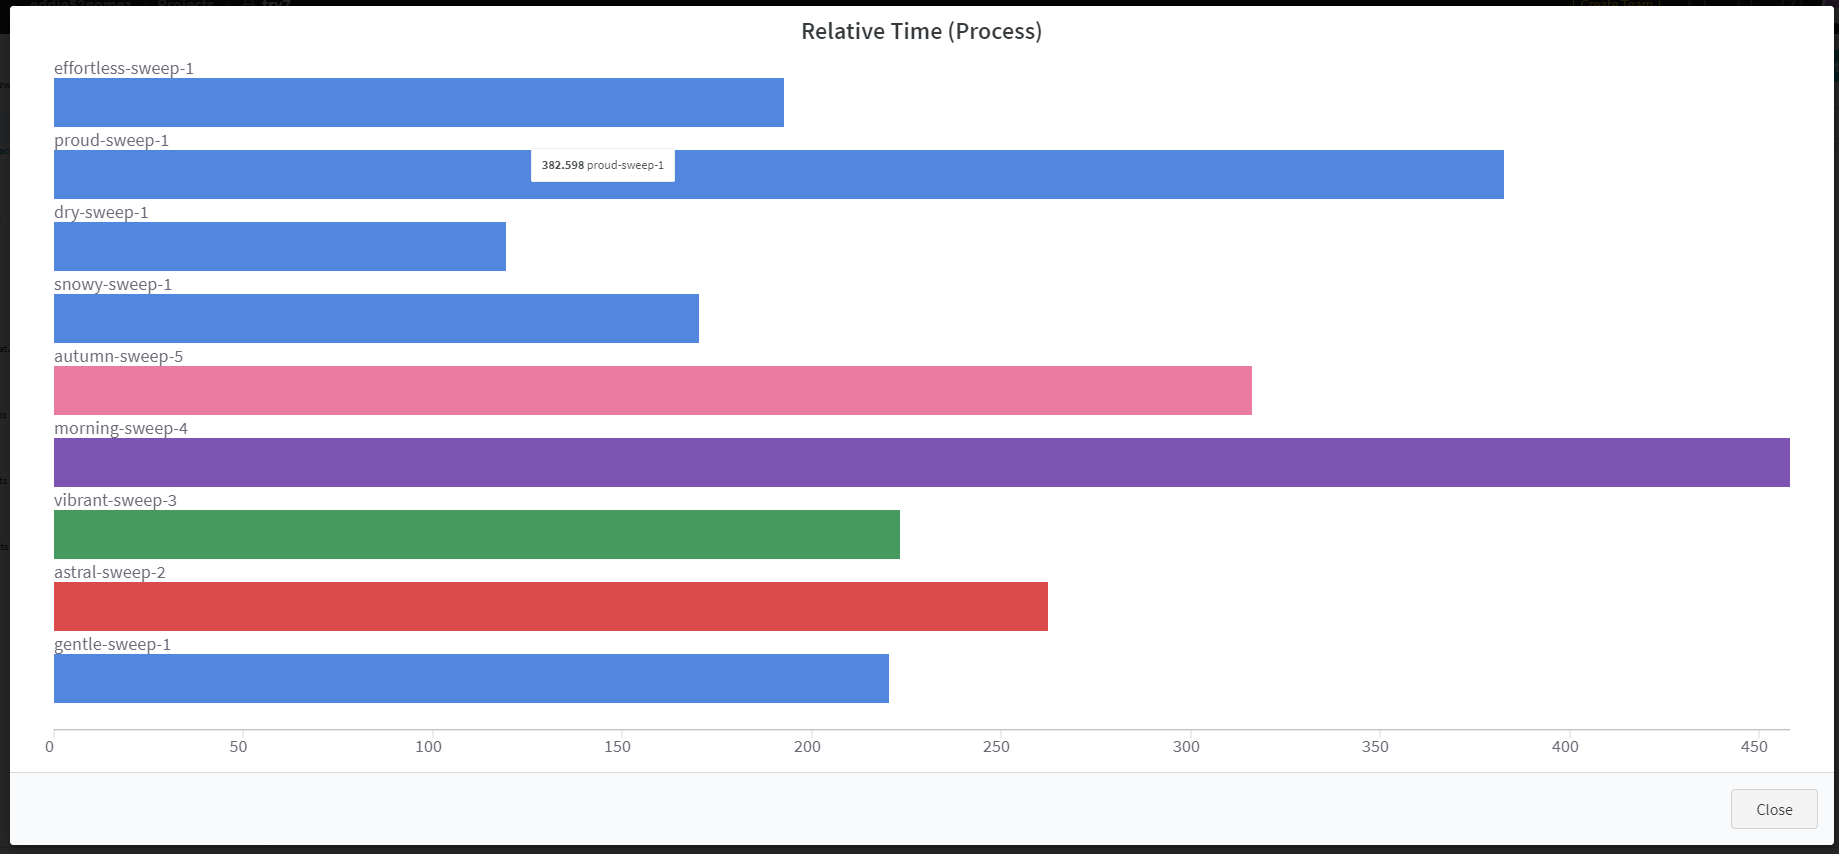 Relative Time (Process)
effortless-sweep-1
proud-sweep-1
382.598 proud-sweep-1
dry-sweep-1
snowy-sweep-1
autumn-sweep-5
morning-sweep-4
vibrant-sweep-3
astral-sweep-2
gentle-sweep-1
0 50 100 150 200 250 300 350 400 450
Close